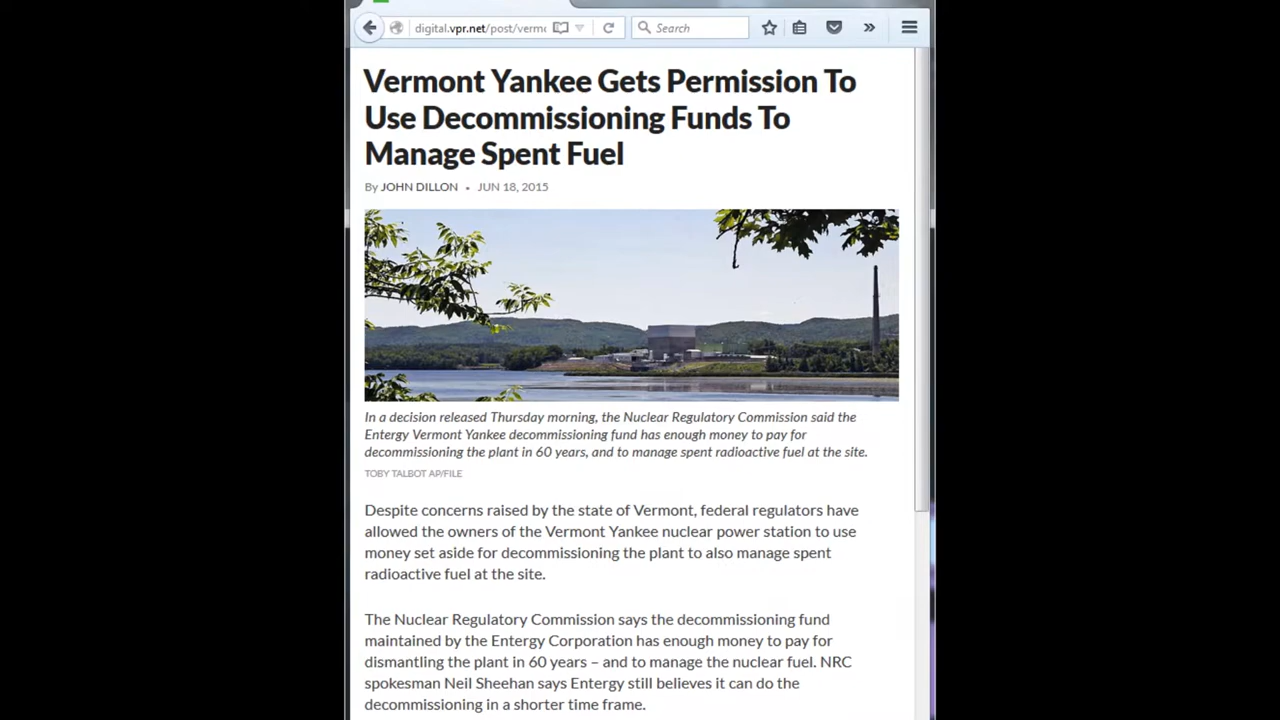 digital.vpr.net/post/verm
Search
Vermont Yankee Gets Permission To
Use Decommissioning Funds To
Manage Spent Fuel
By JOHN DILLON • JUN 18, 2015
In a decision released Thursday morning, the Nuclear Regulatory Commission said the
Entergy Vermont Yankee decommissioning fund has enough money to pay for
decommissioning the plant in 60 years, and to manage spent radioactive fuel at the site.
TOBY TALBOT AP/FILE
Despite concerns raised by the state of Vermont, federal regulators have
allowed the owners of the Vermont Yankee nuclear power station to use
money set aside for decommissioning the plant to also manage spent
radioactive fuel at the site.
The Nuclear Regulatory Commission says the decommissioning fund
maintained by the Entergy Corporation has enough money to pay for
dismantling the plant in 60 years – and to manage the nuclear fuel. NRC
spokesman Neil Sheehan says Entergy still believes it can do the
decommissioning in a shorter time frame.